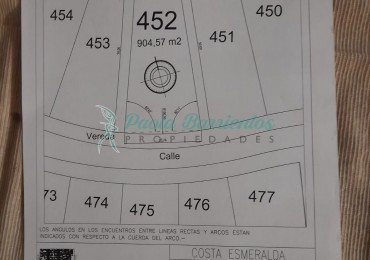 452
904,57 m2
454
453
451
450
Paula Barrientos
PROPIEDADES
Vereda
Calle
73
474
475
476
477
LOS ANGULOS EN LOS ENCUENTROS ENTRE LINEAS RECTAS Y ARCOS ESTAN
INDICADOS CON RESPECTO A LA CUERDA DEL ARCO.-
COSTA ESMERALDA